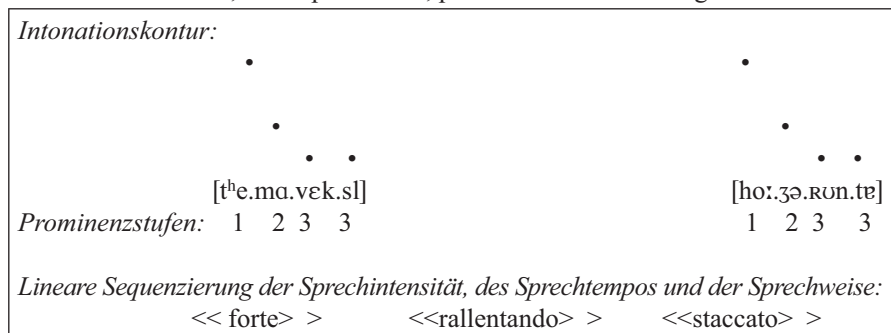 Intonationskontur:
[tʰe.mɑ.vɛk.sl] [hoː.ʒə.ʀʊn.tɐ]
Prominenzstufen: 1 2 3 3 1 2 3 3
Lineare Sequenzierung der Sprechintensität, des Sprechtempos und der Sprechweise:
<< forte> > <<rallentando> > <<staccato> >